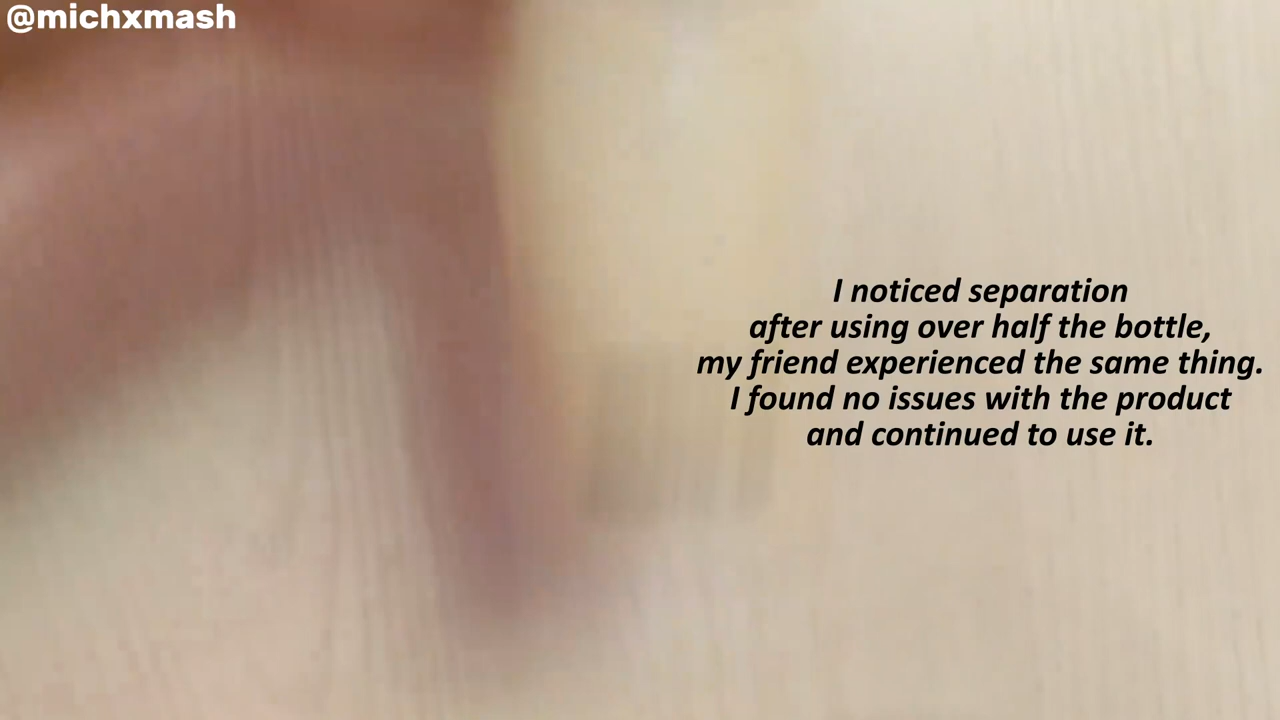 @michxmash
I noticed separation
after using over half the bottle,
my friend experienced the same thing.
I found no issues with the product
and continued to use it.